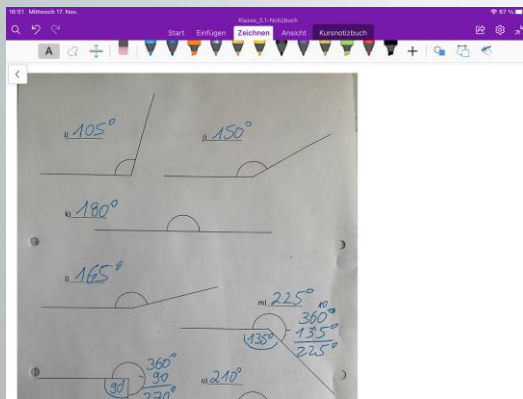 16:51 Mittwoch 17. Nov.
67 %
Klasse_5.1-Notizbuch
Start Einfügen Zeichnen Ansicht Kursnotizbuch
A
i) 105°
j) 150°
k) 180°
l) 165°
m) 225°
360°
135°
225°
135°
360°
90
270°
90
210°